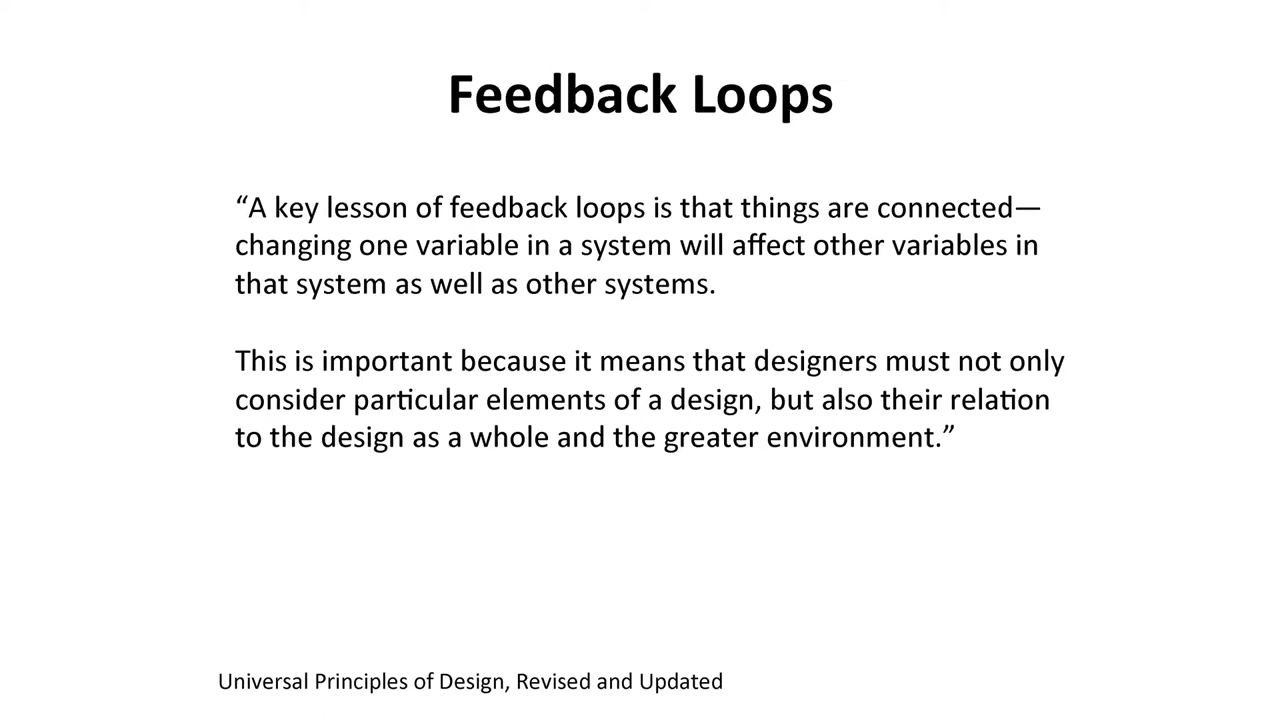 Feedback Loops
“A key lesson of feedback loops is that things are connected—
changing one variable in a system will affect other variables in
that system as well as other systems.
This is important because it means that designers must not only
consider particular elements of a design, but also their relation
to the design as a whole and the greater environment.”
Universal Principles of Design, Revised and Updated